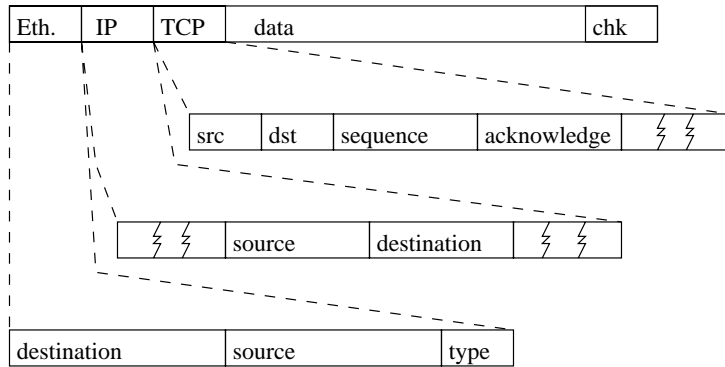 Eth. IP TCP data chk
src dst sequence acknowledge
source destination
destination source type